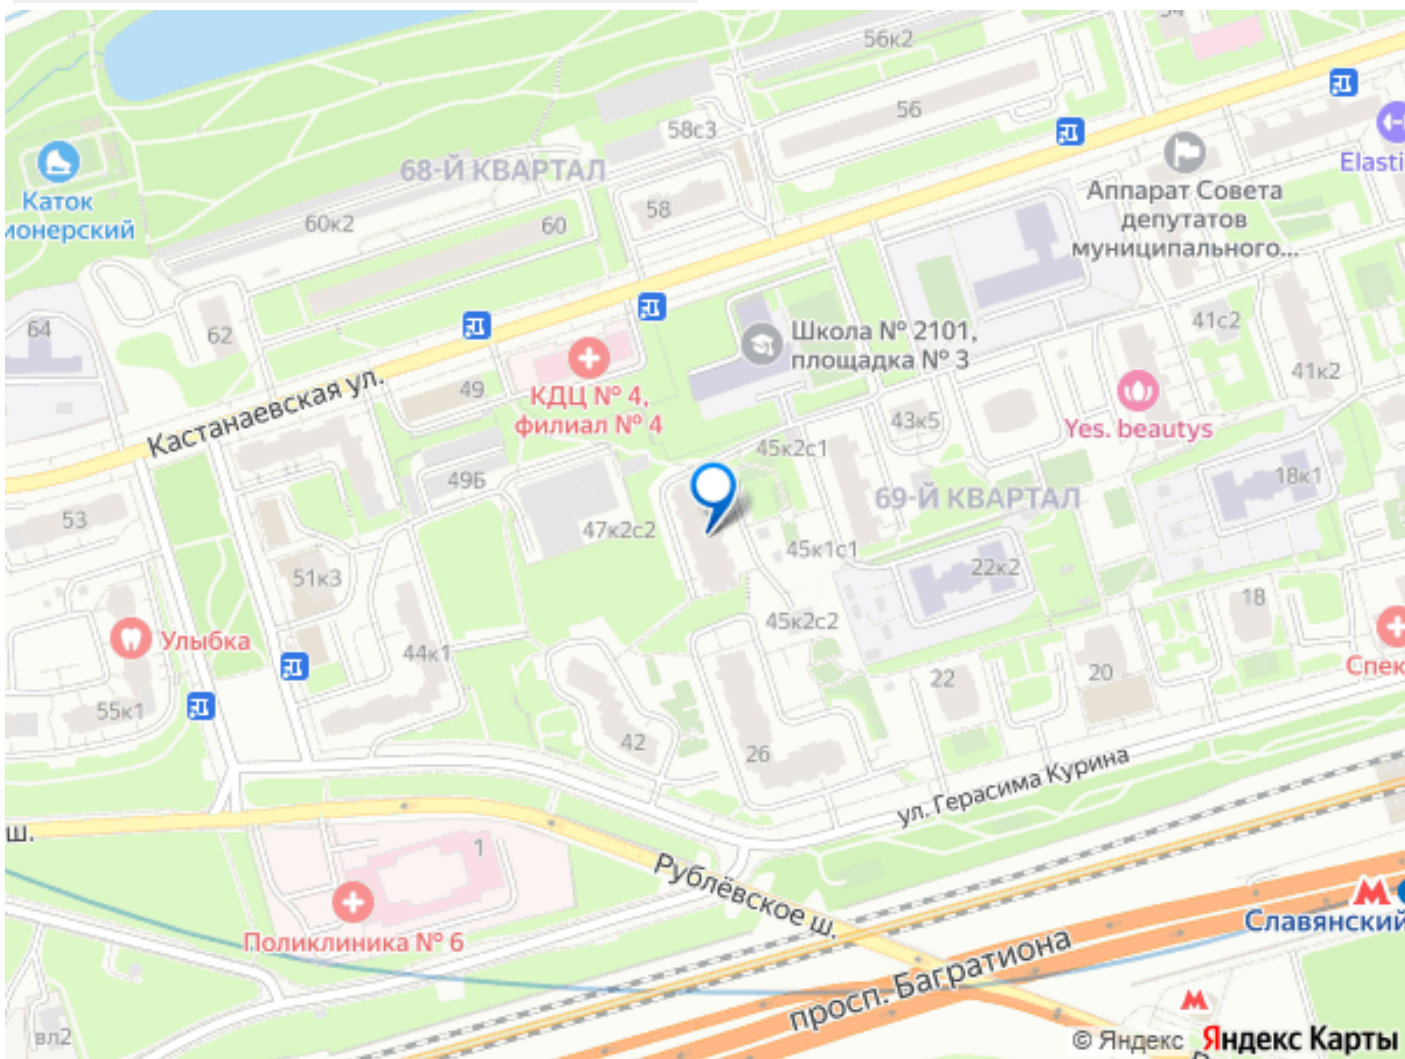 56к2
56
58с3
68-Й КВАРТАЛ
Каток
ионерский
60к2
60
58
Elasti
Аппарат Совета
депутатов
муниципального...
64
62
Школа № 2101,
площадка № 3
41с2
41к2
49
КДЦ № 4,
филиал № 4
Кастанаевская ул.
43к5
Yes. beautys
45к2с1
49Б
69-Й КВАРТАЛ
18к1
53
47к2с2
45к1с1
51к3
22к2
18
45к2с2
Улыбка
44к1
Спек
22
20
55к1
42
26
ул. Герасима Курина
ш.
1
Рублёвское ш.
Поликлиника № 6
Славянский
просп. Багратиона
вл2
© Яндекс Яндекс Карты